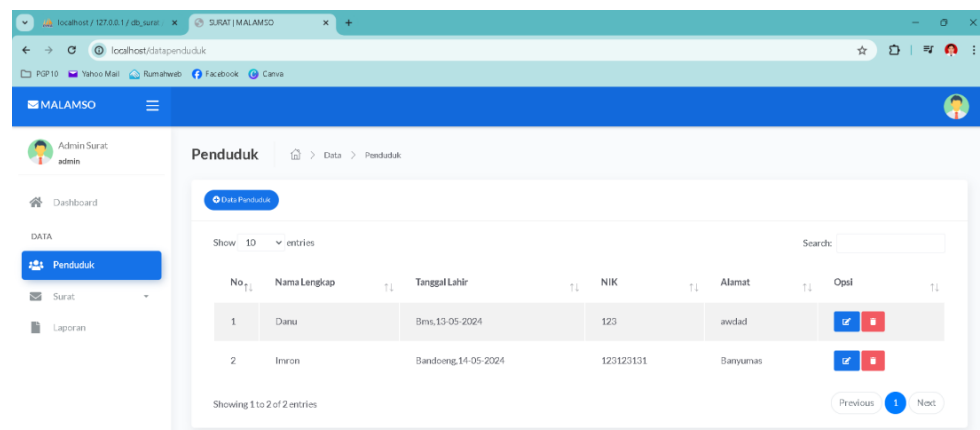 localhost / 127.0.0.1 / db_surat
SURAT | MALAMSO
localhost/datapenduduk
PGP10 Yahoo Mail Rumahweb Facebook Canva
MALAMSO
Admin Surat
admin
Penduduk Data > Penduduk
Dashboard
Data Penduduk
DATA
Show 10 entries Search:
Penduduk
No Nama Lengkap Tanggal Lahir NIK Alamat Opsi
Surat
1 Danu Bms,13-05-2024 123 awdad
Laporan
2 Imron Bandoeng,14-05-2024 123123131 Banyumas
Showing 1 to 2 of 2 entries Previous 1 Next